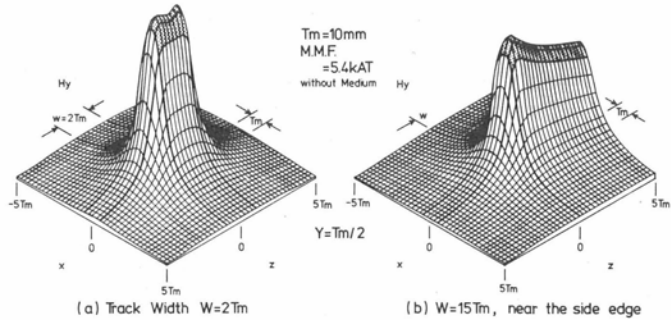 Tm=10mm
M.M.F.
=5.4kAT
without Medium
Hy
w=2Tm
Tm
-5Tm
5Tm
0
0
x
z
5Tm
Hy
w
Tm
-5Tm
5Tm
0
0
x
z
5Tm
Y=Tm/2
(a) Track Width W=2Tm
(b) W=15Tm, near the side edge